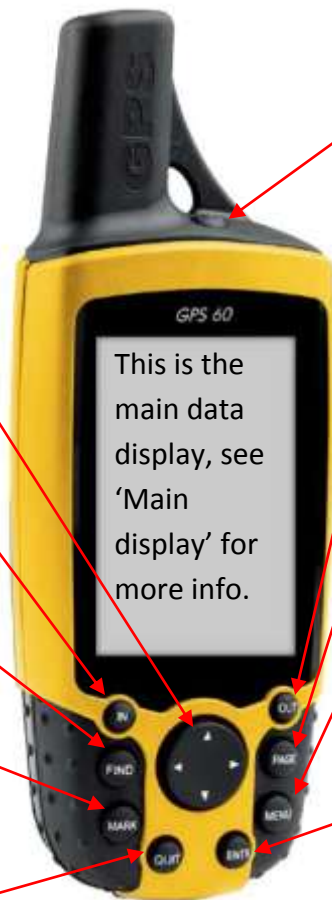 GPS
GPS 60
This is the
main data
display, see
‘Main
display’ for
more info.
IN
OUT
FIND
PAGE
MARK
MENU
QUIT
ENTR